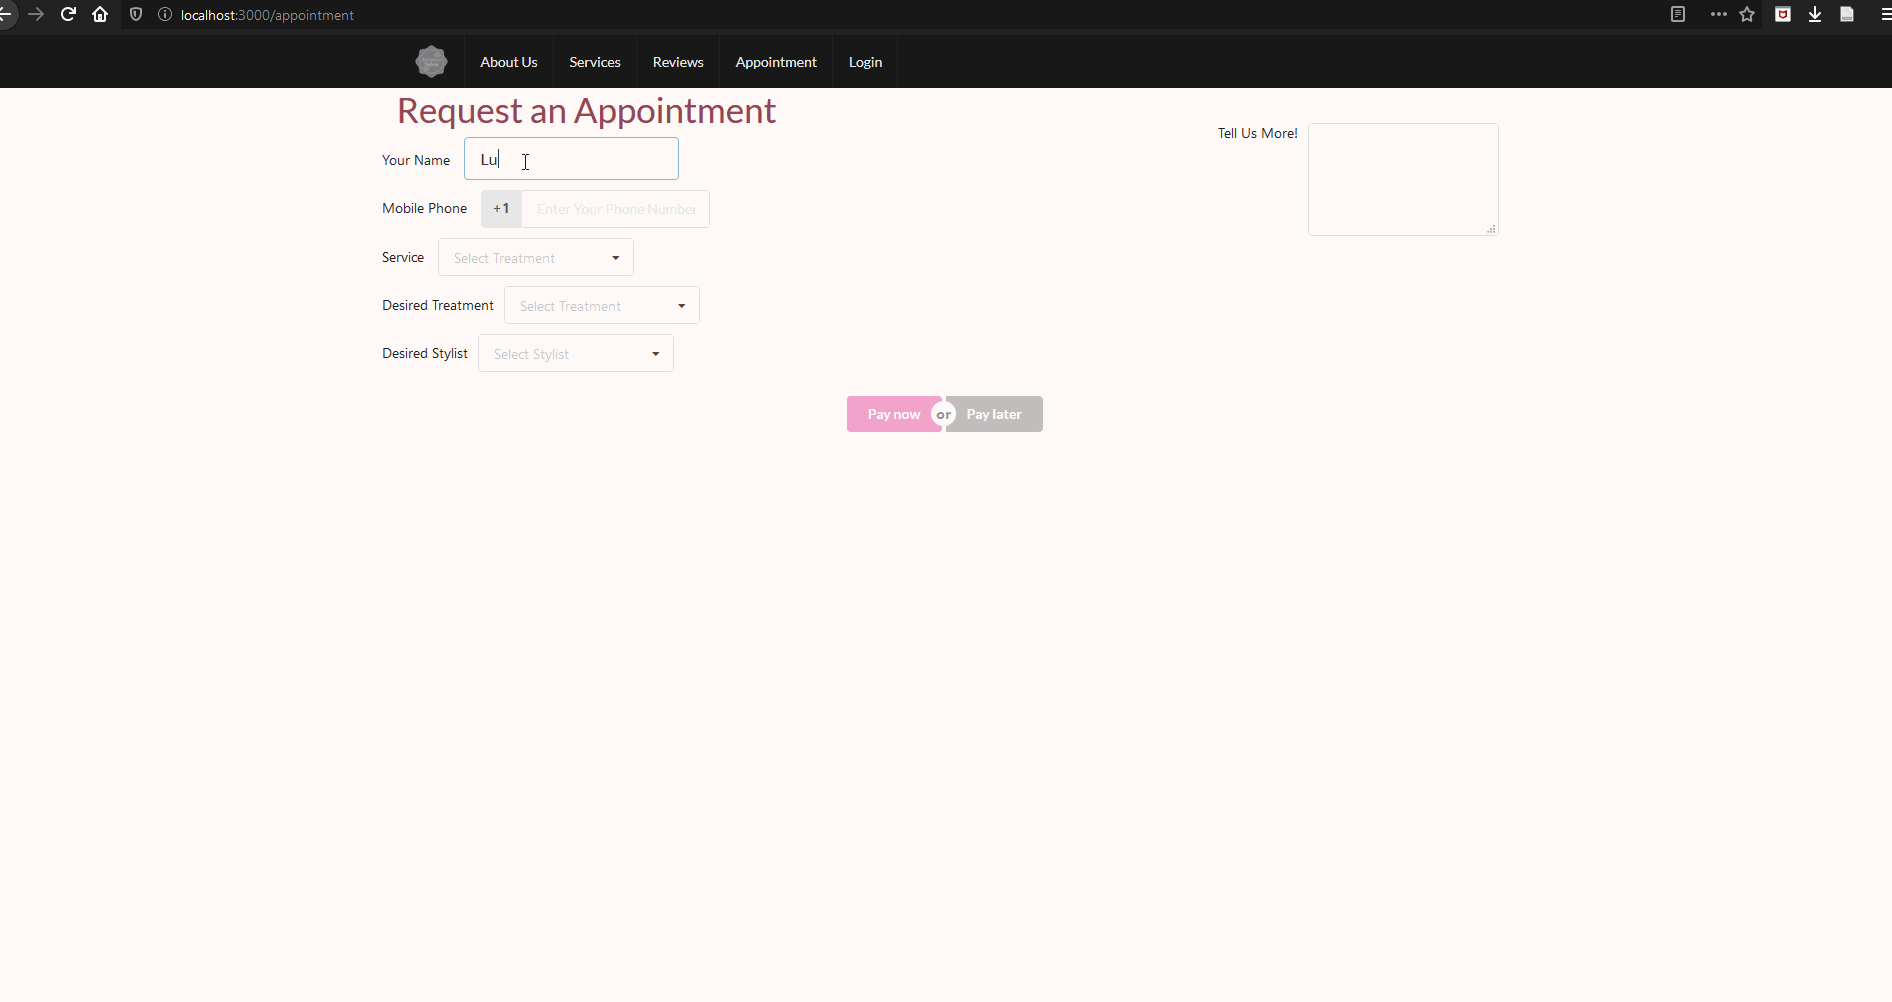 localhost:3000/appointment
About Us Services Reviews Appointment Login
Request an Appointment
Your Name Lu
Mobile Phone +1 Enter Your Phone Number
Service Select Treatment
Desired Treatment Select Treatment
Desired Stylist Select Stylist
Tell Us More!
Pay now or Pay later